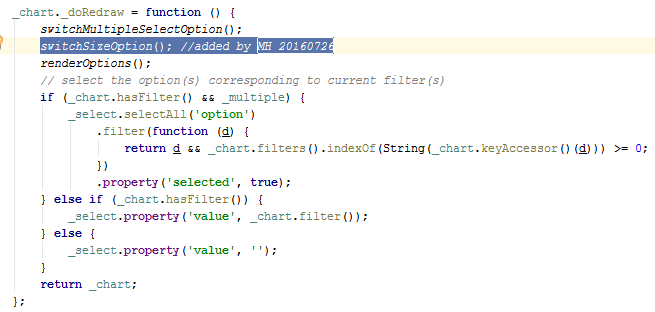 _chart._doRedraw = function () {
    switchMultipleSelectOption();
    switchSizeOption(); //added by MH 20160726
    renderOptions();
    // select the option(s) corresponding to current filter(s)
    if (_chart.hasFilter() && _multiple) {
        _select.selectAll('option')
            .filter(function (d) {
                return d && _chart.filters().indexOf(String(_chart.keyAccessor()(d))) >= 0;
            })
            .property('selected', true);
    } else if (_chart.hasFilter()) {
        _select.property('value', _chart.filter());
    } else {
        _select.property('value', '');
    }
    return _chart;
};